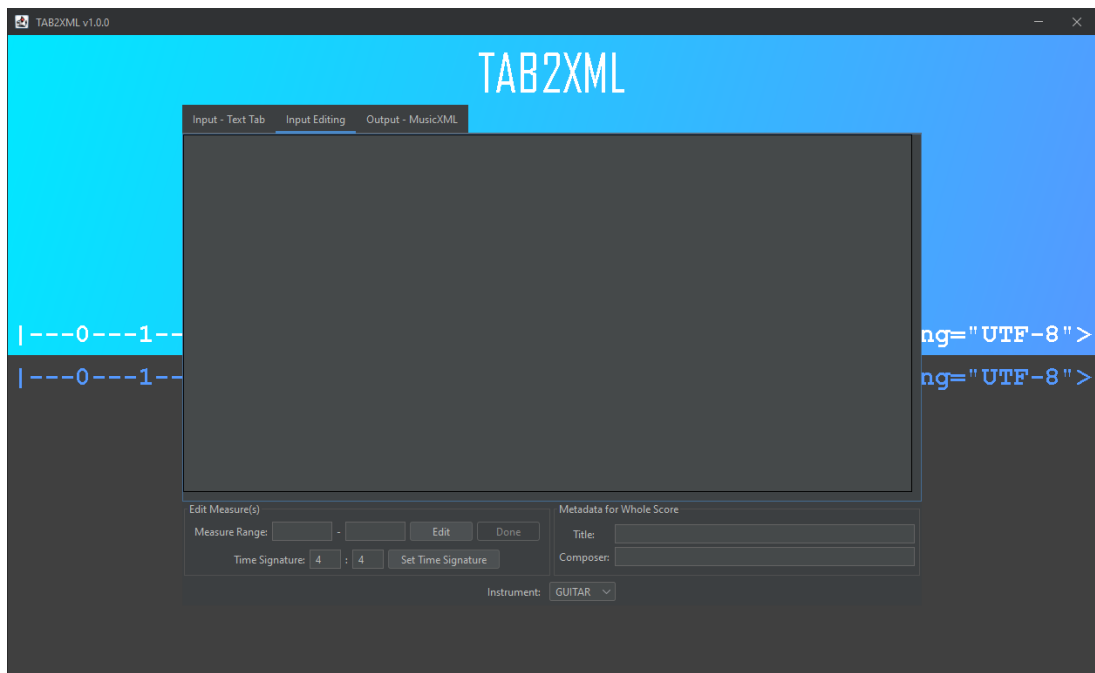 TAB2XML v1.0.0
TAB2XML
Input - Text Tab Input Editing Output - MusicXML
|---0---1-- ng="UTF-8">
|---0---1-- ng="UTF-8">
Edit Measure(s) Metadata for Whole Score
Measure Range: - Edit Done Title:
Time Signature: 4 : 4 Set Time Signature Composer:
Instrument: GUITAR